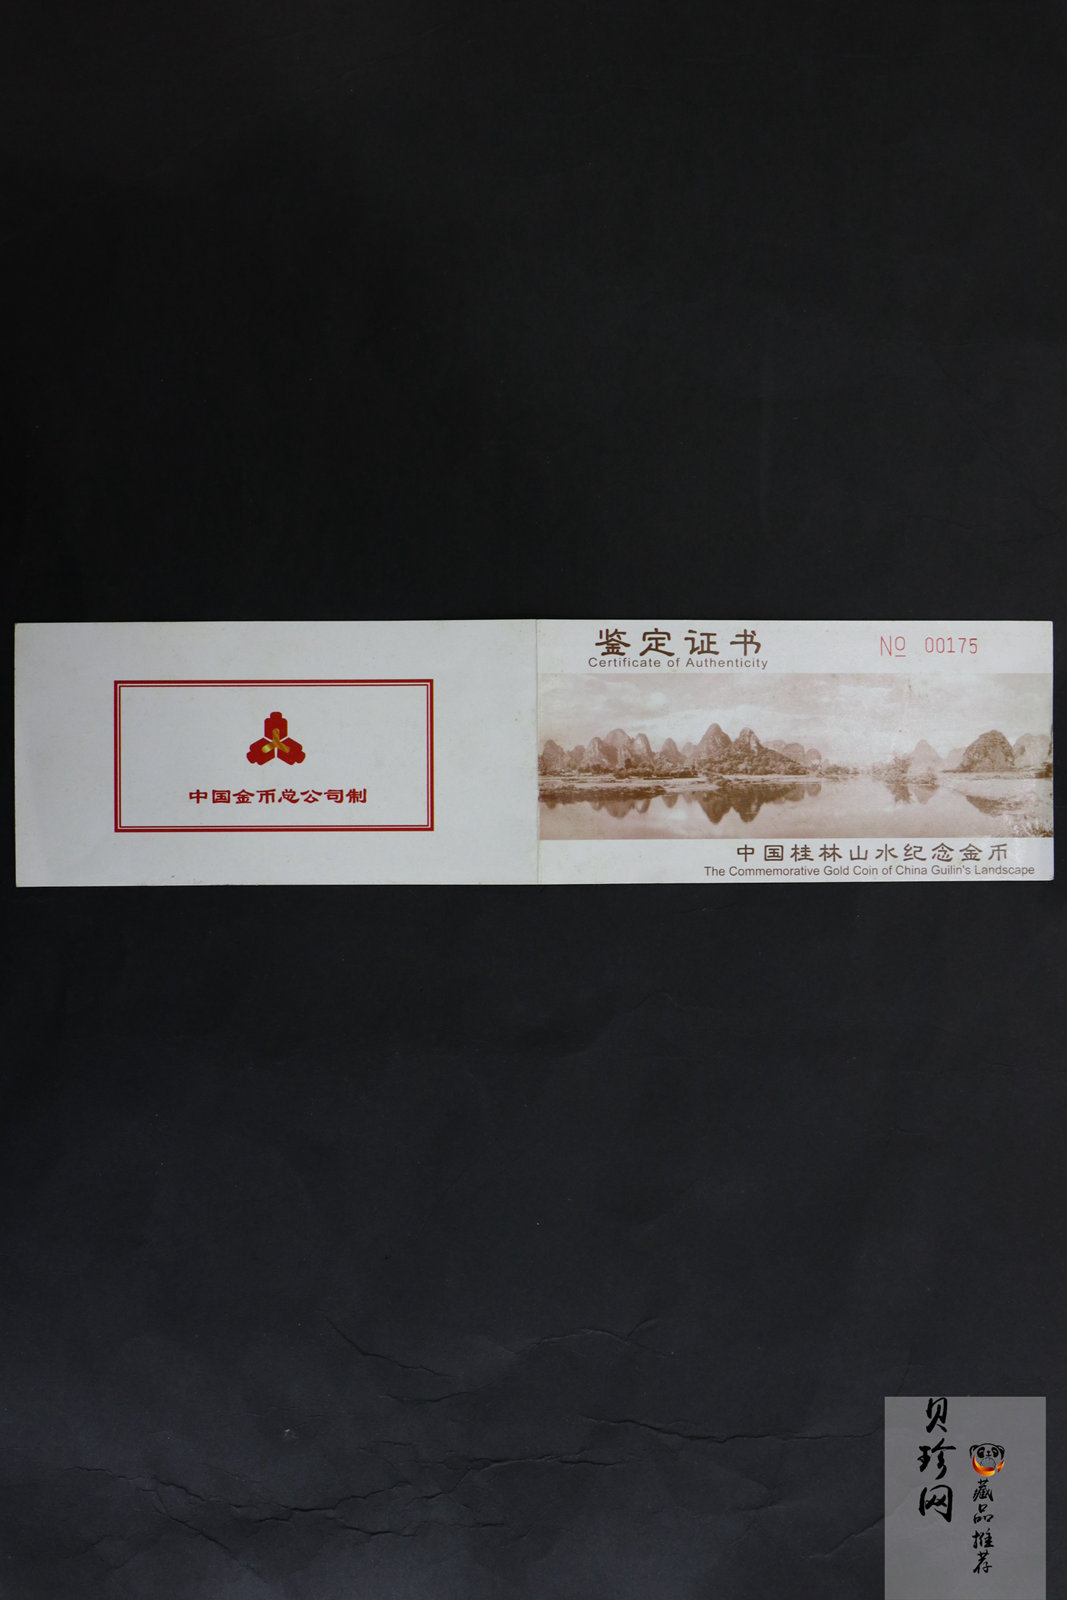 中国金币总公司制
鉴定证书
Certificate of Authenticity
No 00175
中国桂林山水纪念金币
The Commemorative Gold Coin of China Guilin's Landscape
贝珍网
藏品推荐